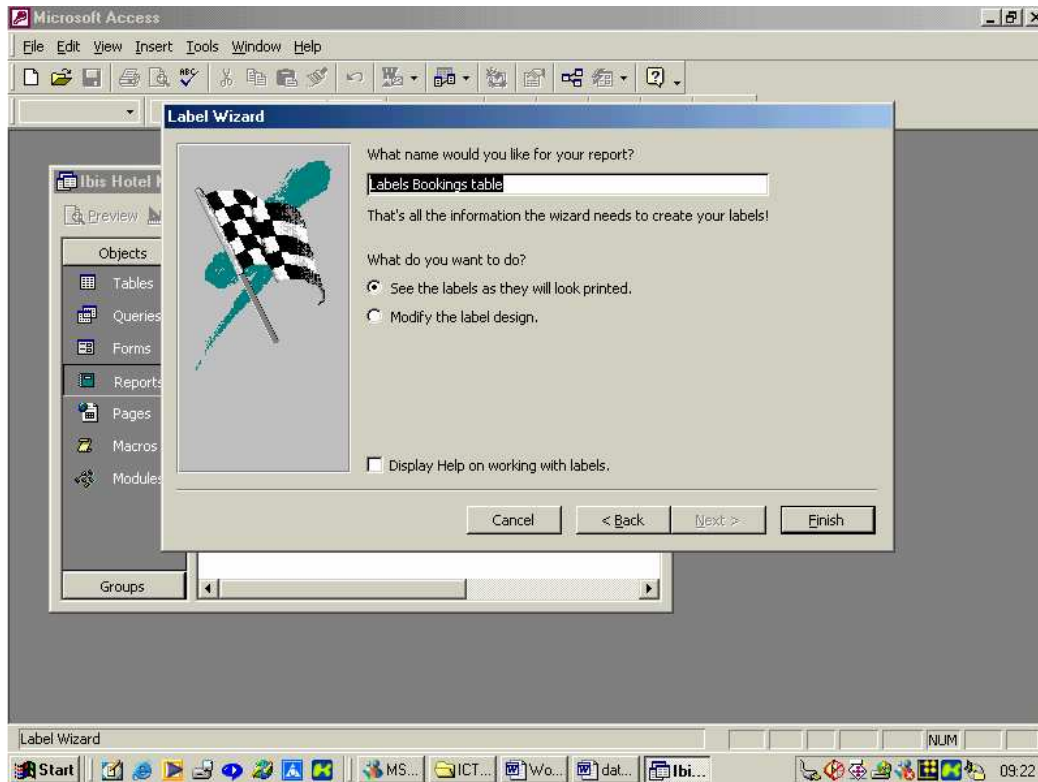 Microsoft Access
File Edit View Insert Tools Window Help
ABC
Label Wizard
What name would you like for your report?
Labels Bookings table
That's all the information the wizard needs to create your labels!
What do you want to do?
See the labels as they will look printed.
Modify the label design.
Display Help on working with labels.
Cancel
< Back
Next >
Finish
Ibis Hotel
Preview
Objects
Tables
Queries
Forms
Reports
Pages
Macros
Modules
Groups
Label Wizard
NUM
Start
MS...
ICT...
Wo...
dat...
Ibi...
09:22